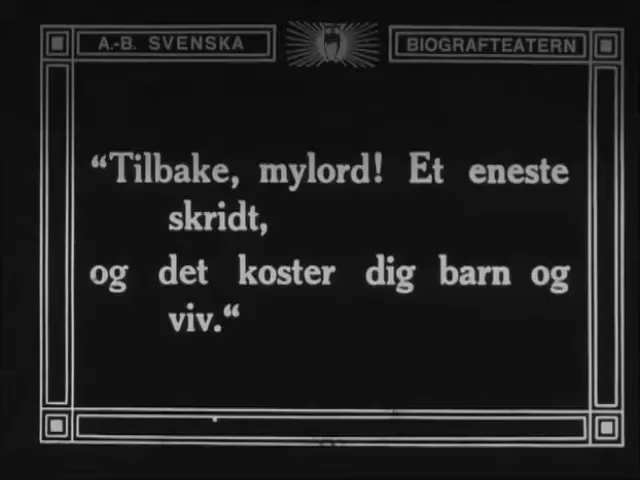 A.-B. SVENSKA BIOGRAFTEATERN
“Tilbake, mylord! Et eneste
skridt,
og det koster dig barn og
viv.“